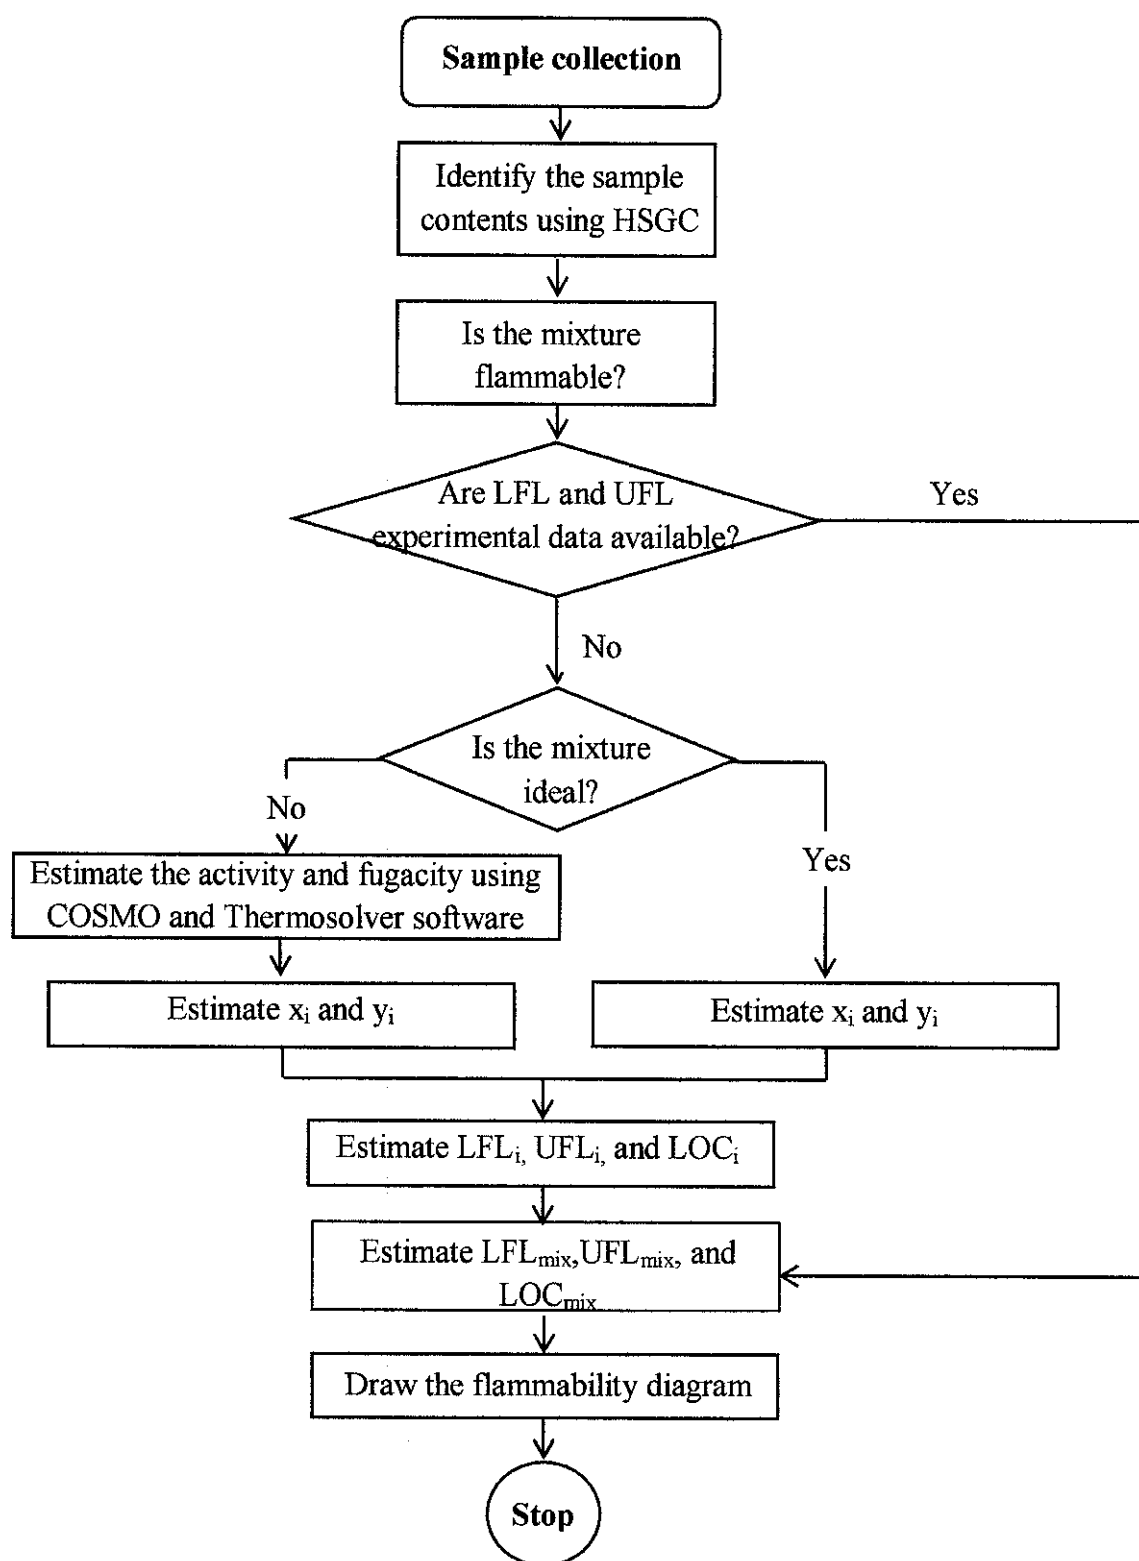 Sample collection
Identify the sample
contents using HSGC
Is the mixture
flammable?
Are LFL and UFL
experimental data available?
Yes
No
Is the mixture
ideal?
No
Yes
Estimate the activity and fugacity using
COSMO and Thermosolver software
Estimate xi and yi
Estimate xi and yi
Estimate LFLi, UFLi, and LOCi
Estimate LFLmix,UFLmix, and
LOCmix
Draw the flammability diagram
Stop